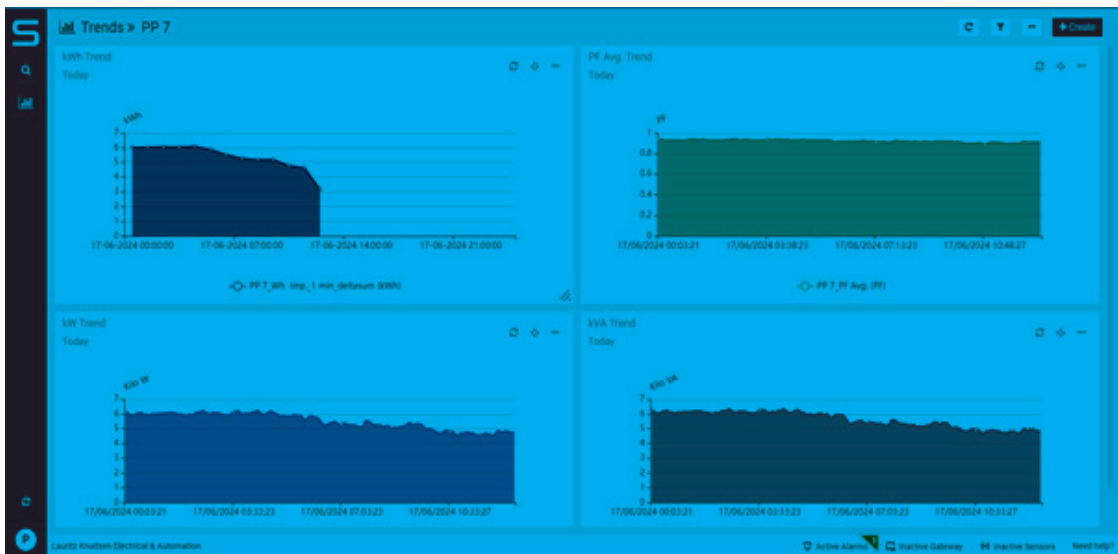 Trends » PP 7
+ Create
kWh Trend
Today
kWh
7
6
5
4
3
2
1
0
17-06-2024 00:00:00 17-06-2024 07:00:00 17-06-2024 14:00:00 17-06-2024 21:00:00
PP 7_Wh imp_1 min_deltasum (kWh)
PF Avg. Trend
Today
Pf
1
0.8
0.6
0.4
0.2
0
17/06/2024 00:03:21 17/06/2024 03:38:23 17/06/2024 07:13:23 17/06/2024 10:48:27
PP 7_Pf Avg. (Pf)
kW Trend
Today
Kilo W
7
6
5
4
3
2
1
0
17/06/2024 00:03:21 17/06/2024 03:33:23 17/06/2024 07:03:23 17/06/2024 10:33:27
kVA Trend
Today
Kilo VA
7
6
5
4
3
2
1
0
17/06/2024 00:03:21 17/06/2024 03:33:23 17/06/2024 07:03:23 17/06/2024 10:33:27
P
Lauritz Knudsen Electrical & Automation
Active Alarms Inactive Gateway Inactive Sensors Need help?